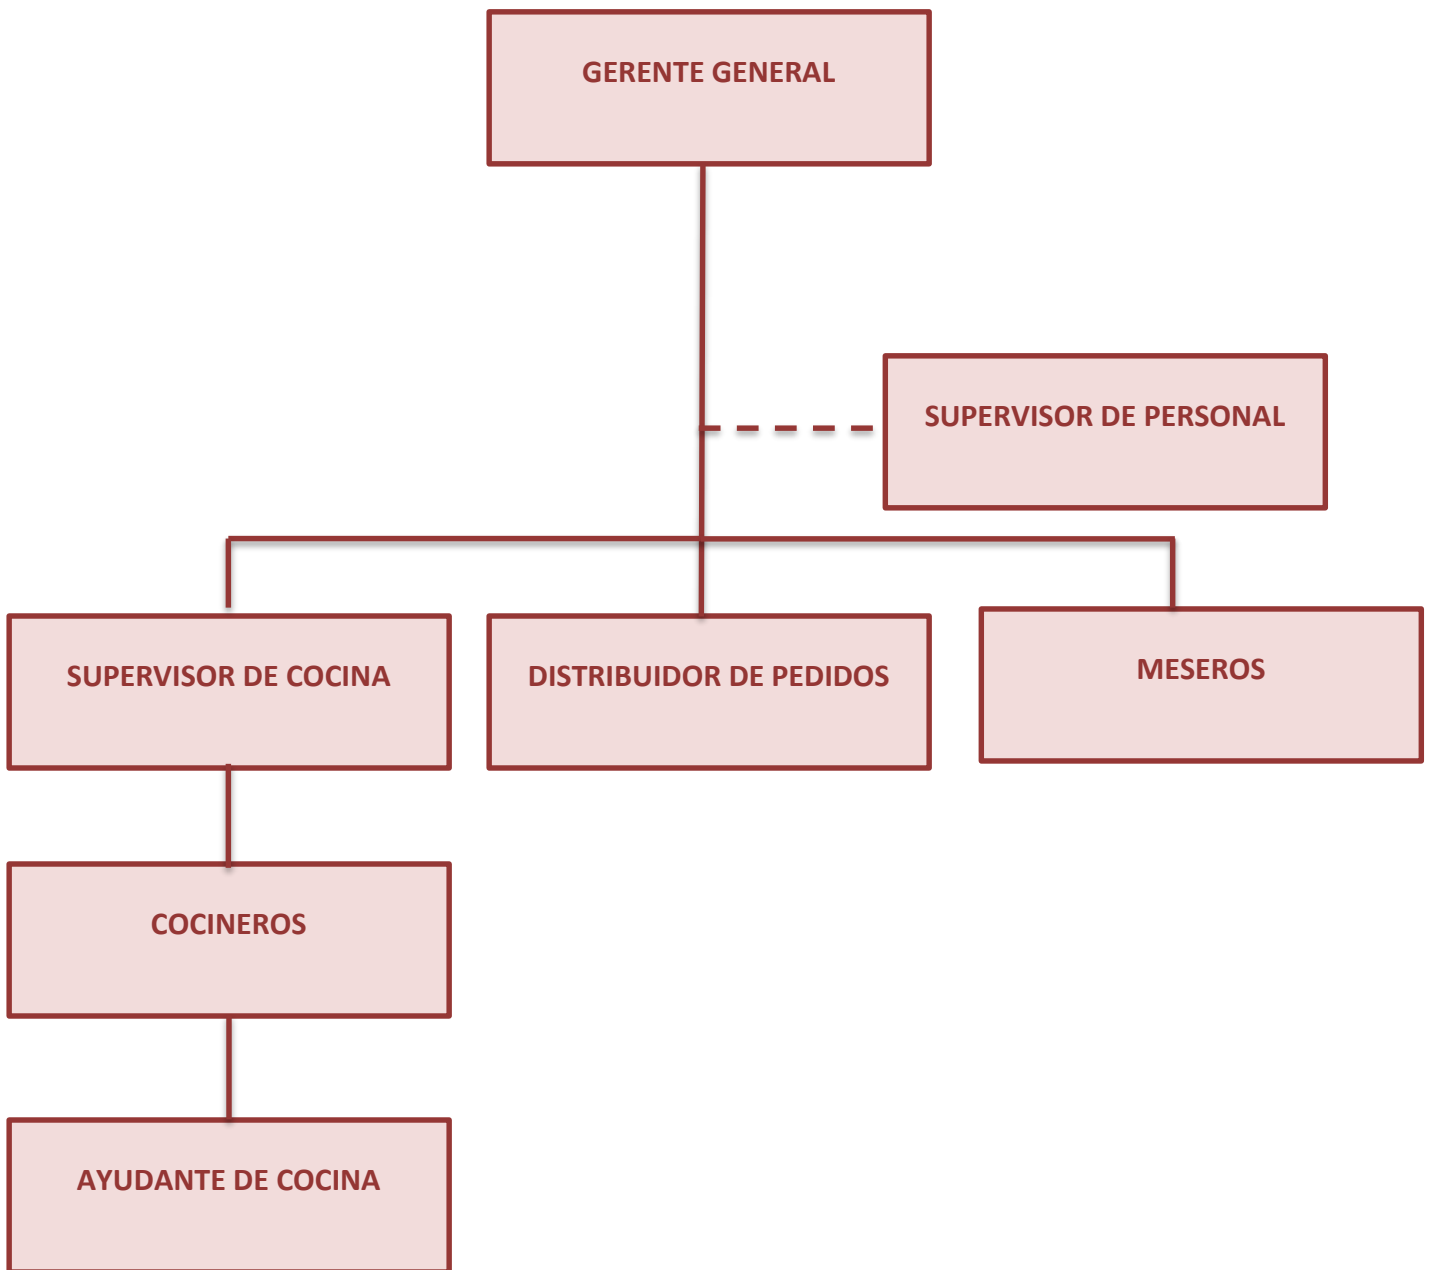 GERENTE GENERAL
SUPERVISOR DE PERSONAL
SUPERVISOR DE COCINA
DISTRIBUIDOR DE PEDIDOS
MESEROS
COCINEROS
AYUDANTE DE COCINA